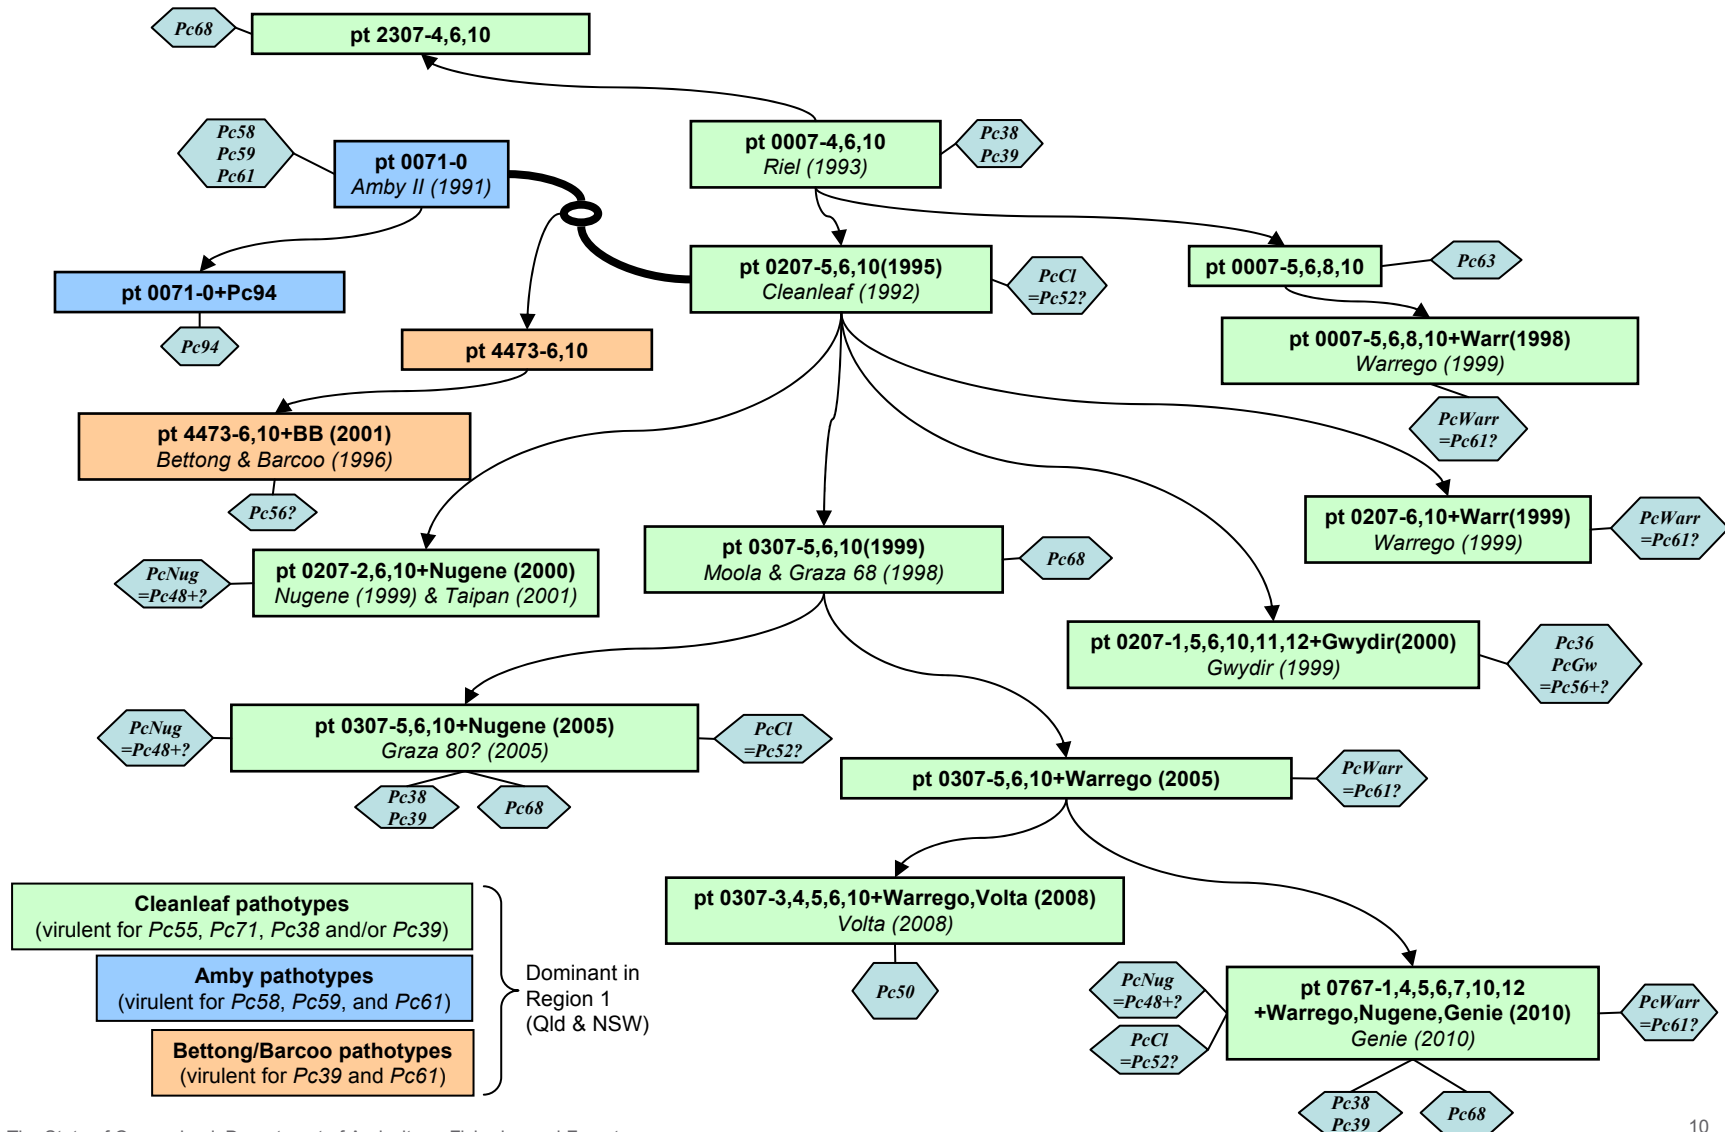 Pc68
pt 2307-4,6,10
Pc58
Pc59
Pc61
pt 0071-0
Amby II (1991)
pt 0007-4,6,10
Riel (1993)
Pc38
Pc39
pt 0071-0+Pc94
Pc94
pt 0207-5,6,10(1995)
Cleanleaf (1992)
PcCl
=Pc52?
pt 0007-5,6,8,10
Pc63
pt 4473-6,10
pt 0007-5,6,8,10+Warr(1998)
Warrego (1999)
PcWarr
=Pc61?
pt 4473-6,10+BB (2001)
Bettong & Barcoo (1996)
Pc56?
pt 0207-6,10+Warr(1999)
Warrego (1999)
PcWarr
=Pc61?
PcNug
=Pc48+?
pt 0207-2,6,10+Nugene (2000)
Nugene (1999) & Taipan (2001)
pt 0307-5,6,10(1999)
Moola & Graza 68 (1998)
Pc68
pt 0207-1,5,6,10,11,12+Gwydir(2000)
Gwydir (1999)
Pc36
PcGw
=Pc56+?
PcNug
=Pc48+?
pt 0307-5,6,10+Nugene (2005)
Graza 80? (2005)
PcCl
=Pc52?
Pc38
Pc39
Pc68
pt 0307-5,6,10+Warrego (2005)
PcWarr
=Pc61?
pt 0307-3,4,5,6,10+Warrego,Volta (2008)
Volta (2008)
Pc50
PcNug
=Pc48+?
PcCl
=Pc52?
pt 0767-1,4,5,6,7,10,12
+Warrego,Nugene,Genie (2010)
Genie (2010)
PcWarr
=Pc61?
Pc38
Pc39
Pc68
Cleanleaf pathotypes
(virulent for Pc55, Pc71, Pc38 and/or Pc39)
Amby pathotypes
(virulent for Pc58, Pc59, and Pc61)
Bettong/Barcoo pathotypes
(virulent for Pc39 and Pc61)
Dominant in
Region 1
(Qld & NSW)
10